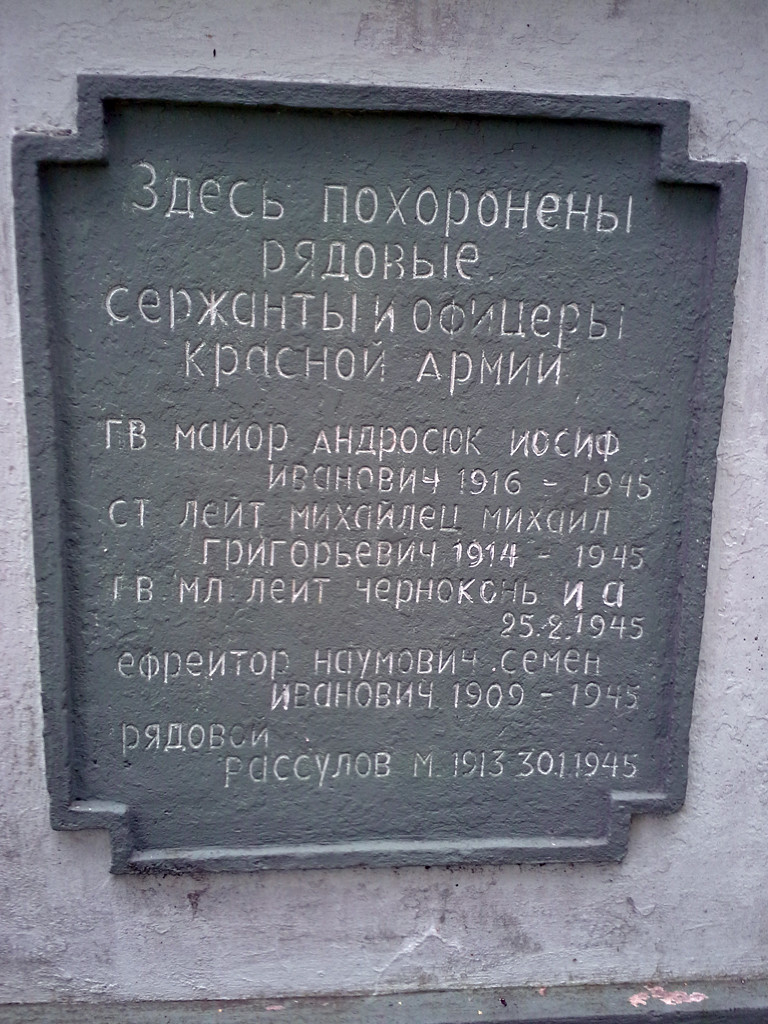 Здесь похоронены
рядовые.
сержанты и офицеры
Красной Армии
гв майор Андросюк Иосиф
Иванович 1916 - 1945
ст лейт Михайлец Михаил
Григорьевич 1914 - 1945
гв мл леит Черноконь И А
25.2.1945
ефреитор Наумович Семен
Иванович 1909 - 1945
рядовой
Рассулов М. 1913 30.1.1945